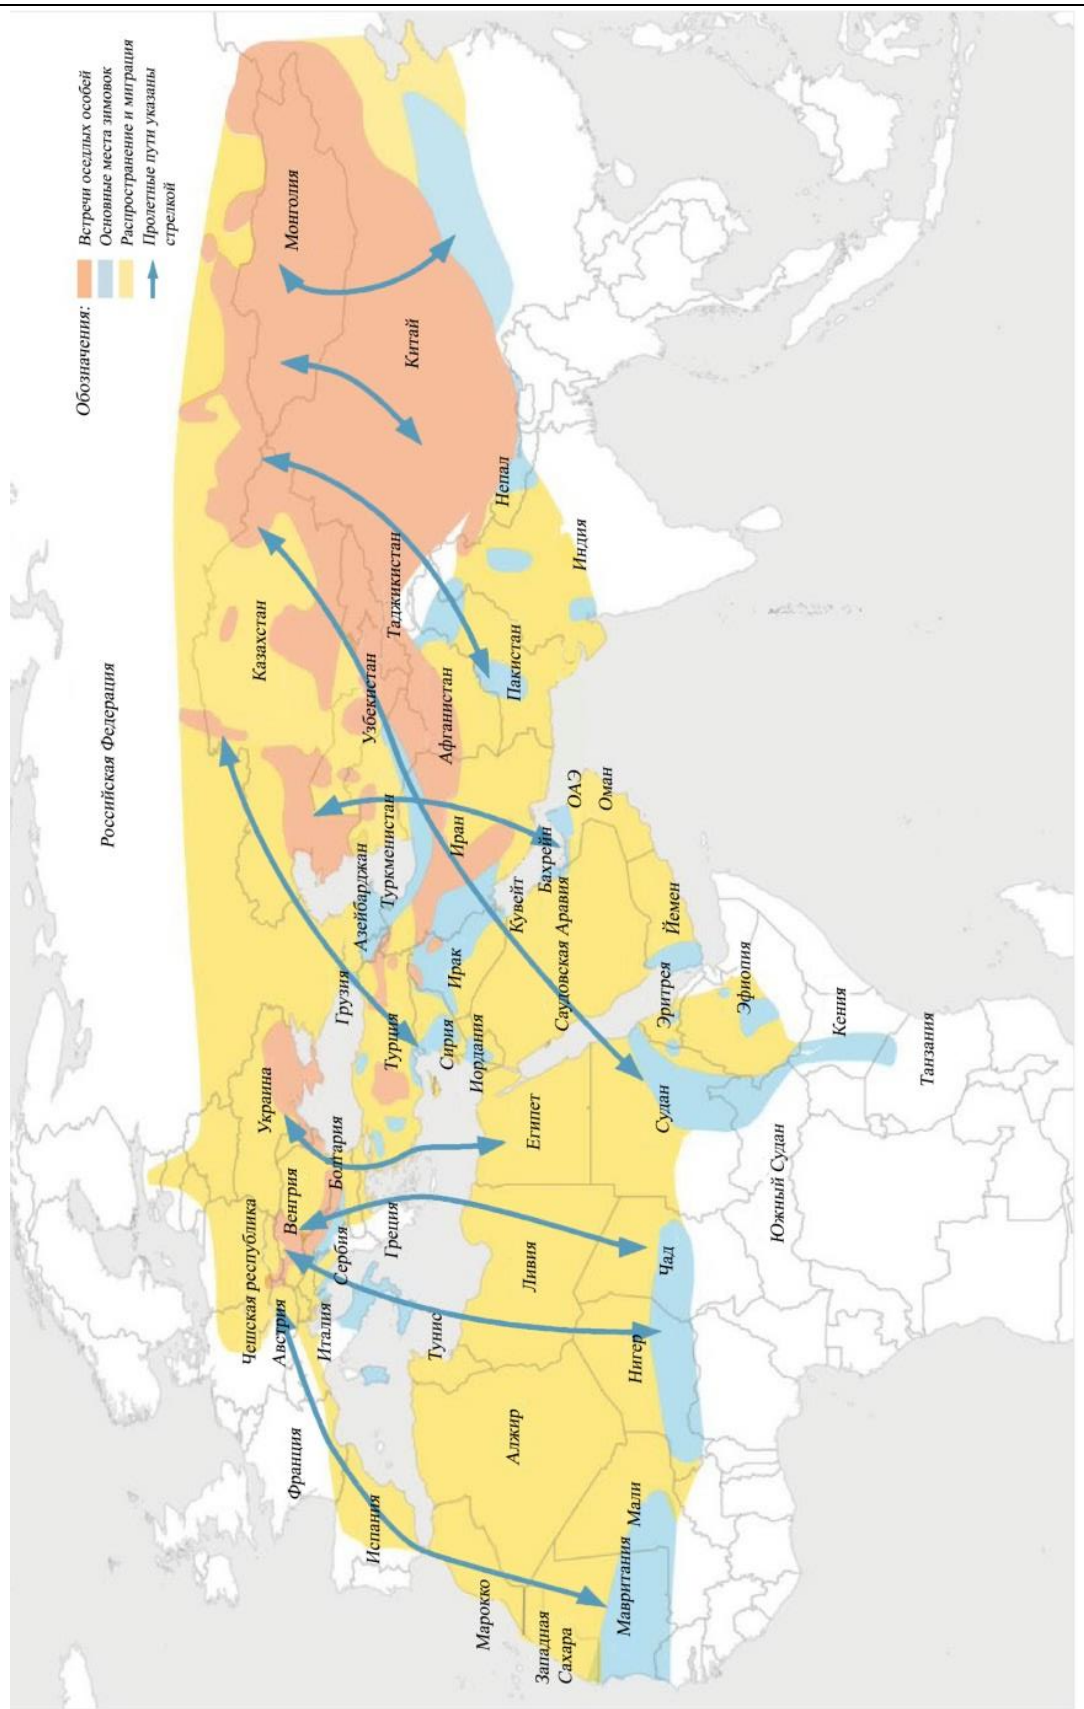 Обозначения:
Встречи оседлых особей
Основные места зимовок
Распространение и миграция
Пролетные пути указаны
стрелкой
Российская Федерация
Монголия
Казахстан
Китай
Украина
Чешская республика
Венгрия
Австрия
Франция
Болгария
Сербия
Италия
Греция
Испания
Грузия
Азейбарджан
Туркменистан
Узбекистан
Таджикистан
Турция
Сирия
Иордания
Ирак
Иран
Афганистан
Пакистан
Непал
Индия
Кувейт
Бахрейн
ОАЭ
Оман
Саудовская Аравия
Йемен
Тунис
Марокко
Алжир
Ливия
Египет
Западная
Сахара
Мавритания
Мали
Нигер
Чад
Судан
Эритрея
Эфиопия
Южный Судан
Кения
Танзания